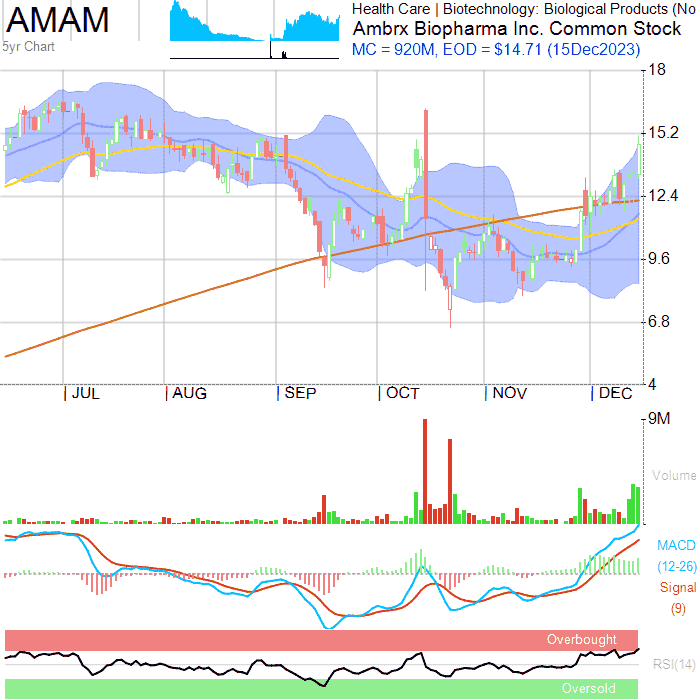 AMAM
5yr Chart
Health Care | Biotechnology: Biological Products (No
Ambrx Biopharma Inc. Common Stock
MC = 920M, EOD = $14.71 (15Dec2023)
18
15.2
12.4
9.6
6.8
4
JUL AUG SEP OCT NOV DEC
9M
Volume
MACD
(12-26)
Signal
(9)
Overbought
RSI(14)
Oversold